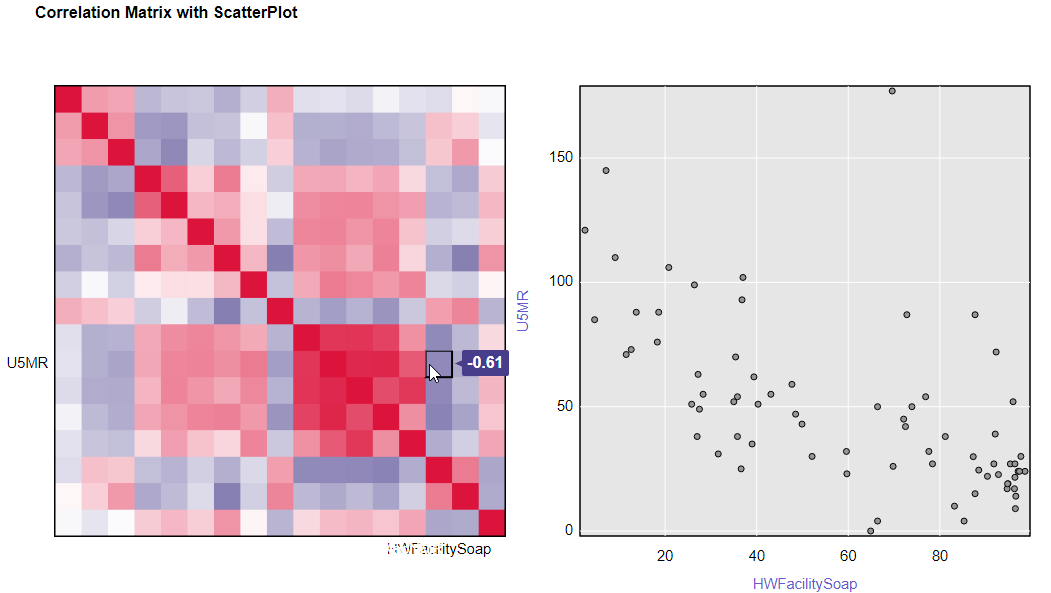 Correlation Matrix with ScatterPlot
U5MR
-0.61
HWFacilitySoap
U5MR
150
100
50
0
20 40 60 80
HWFacilitySoap